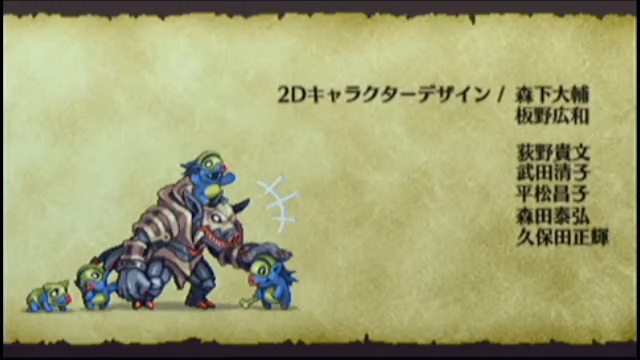 2Dキャラクターデザイン / 森下大輔
板野広和
荻野貴文
武田清子
平松昌子
森田泰弘
久保田正輝